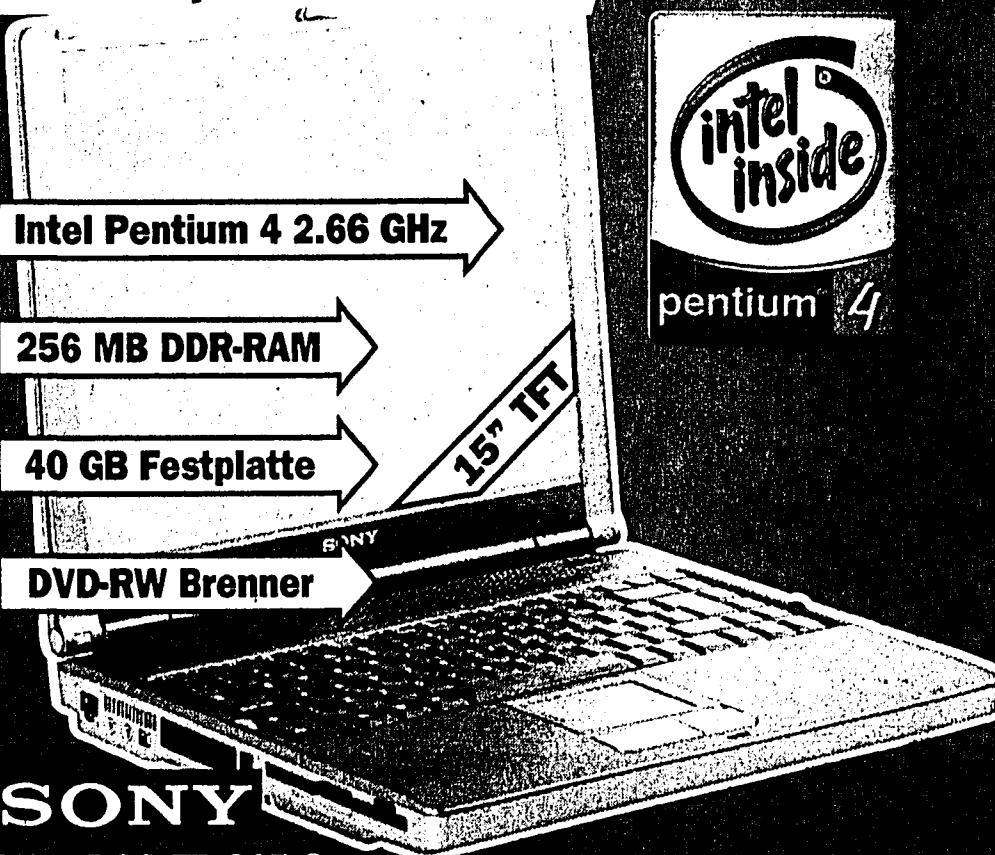 intel
inside
pentium 4
Intel Pentium 4 2.66 GHz
256 MB DDR-RAM
15” TFT
40 GB Festplatte
SONY
DVD-RW Brenner
SONY